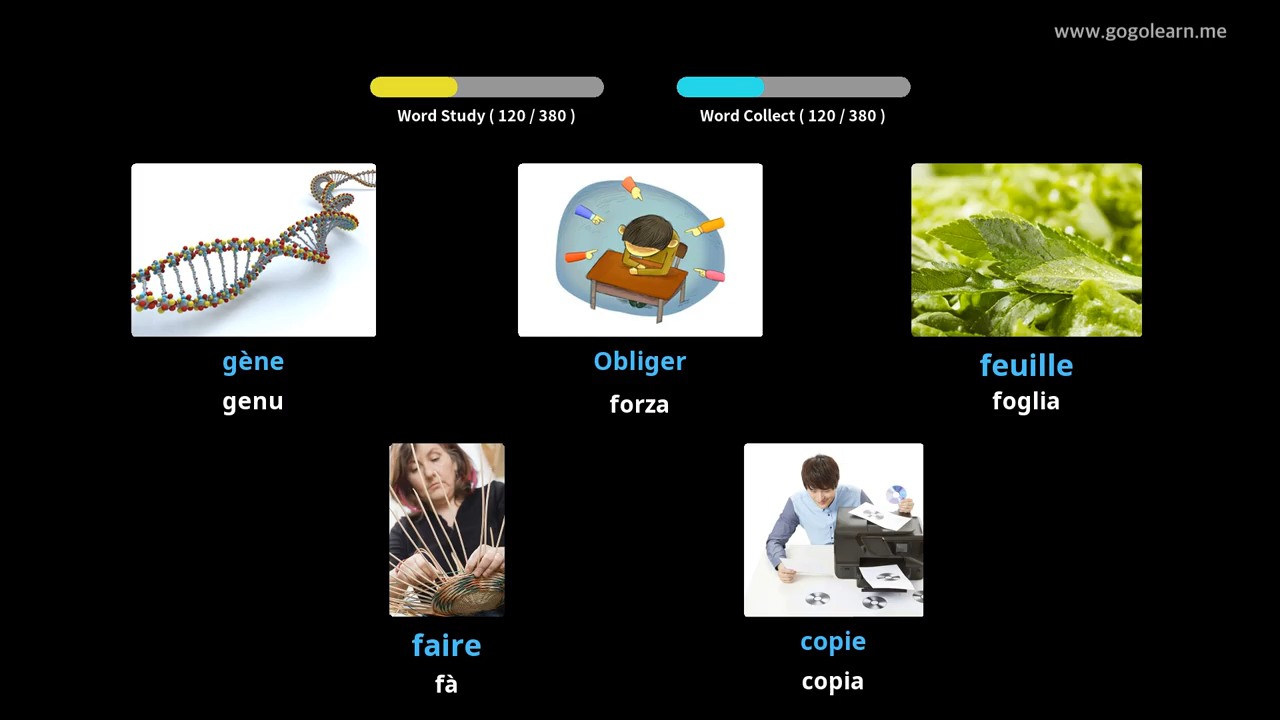 www.gogolearn.me
Word Study ( 120 / 380 )
Word Collect ( 120 / 380 )
gène
genu
Obliger
forza
feuille
foglia
faire
fà
copie
copia